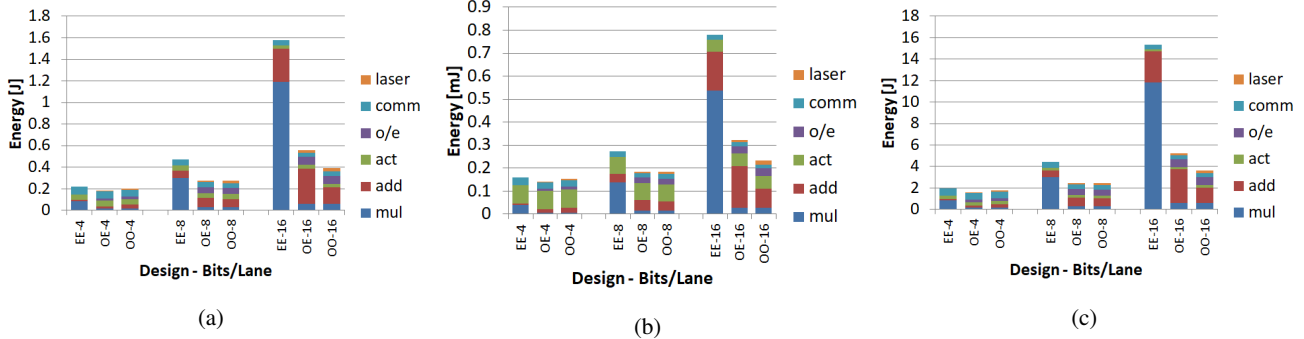 1.8
1.6
1.4
1.2
1
0.8
0.6
0.4
0.2
0
Energy [J]
EE-4
OE-4
OO-4
EE-8
OE-8
OO-8
EE-16
OE-16
OO-16
Design - Bits/Lane
laser
comm
o/e
act
add
mul
(a)
0.9
0.8
0.7
0.6
0.5
0.4
0.3
0.2
0.1
0
Energy [mJ]
EE-4
OE-4
OO-4
EE-8
OE-8
OO-8
EE-16
OE-16
OO-16
Design - Bits/Lane
laser
comm
o/e
act
add
mul
(b)
18
16
14
12
10
8
6
4
2
0
Energy [J]
EE-4
OE-4
OO-4
EE-8
OE-8
OO-8
EE-16
OE-16
OO-16
Design - Bits/Lane
laser
comm
o/e
act
add
mul
(c)